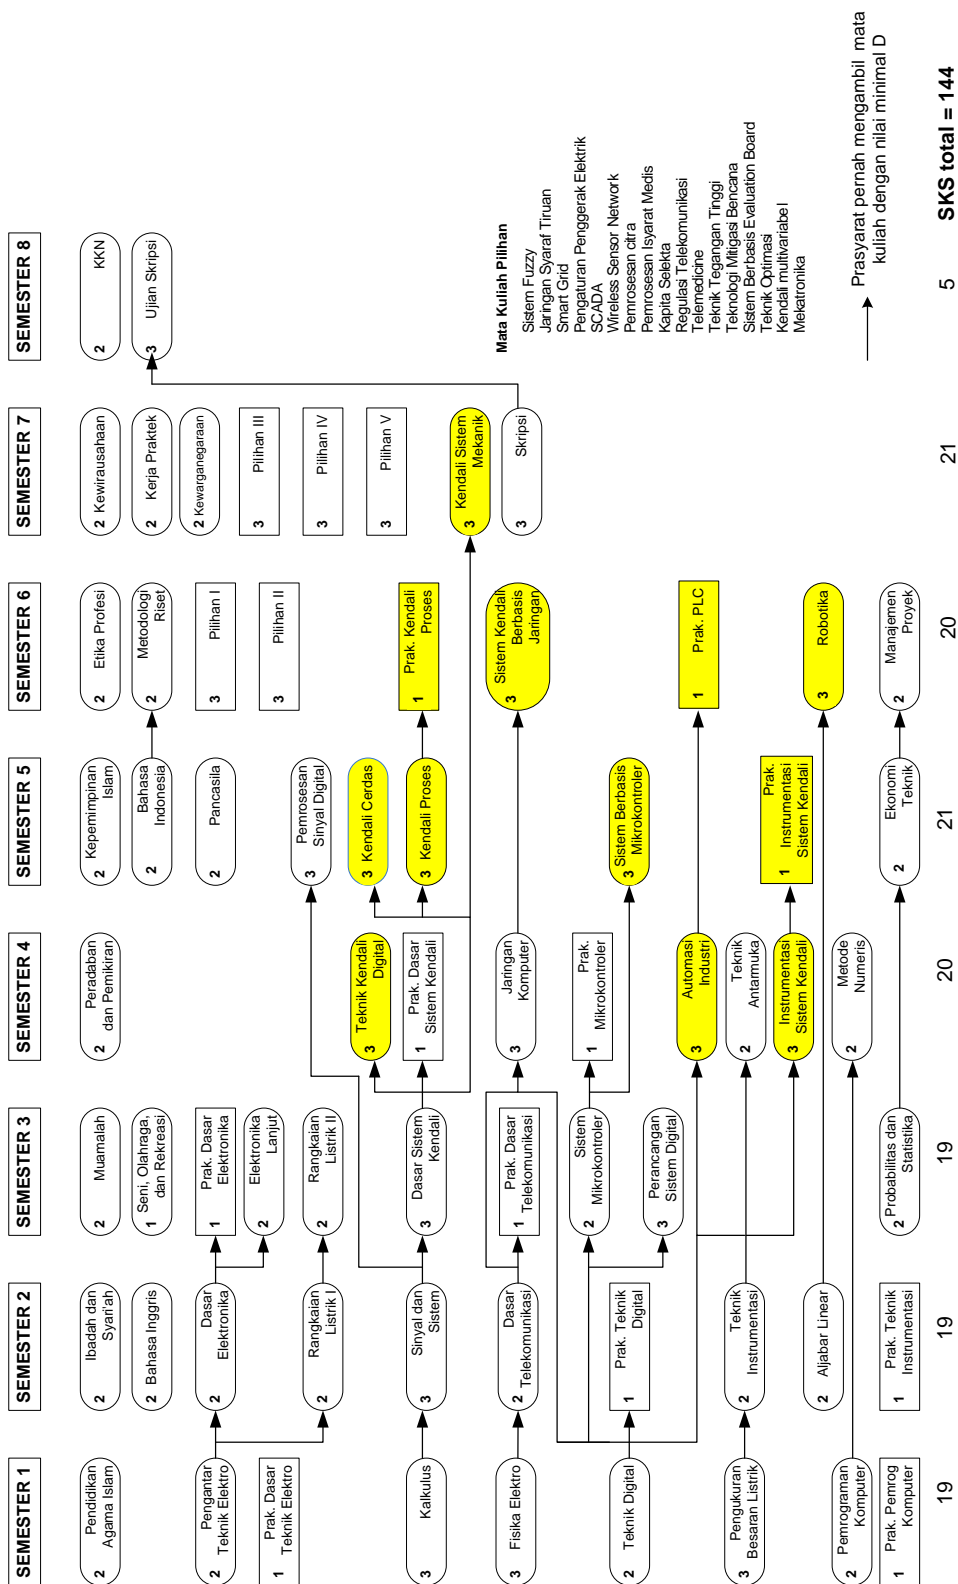 SEMESTER 1
2
Pendidikan
Agama Islam
2
Pengantar
Teknik Elektro
1
Prak. Dasar
Teknik Elektro
3
Kalkulus
3
Fisika Elektro
2
Teknik Digital
3
Pengukuran
Besaran Listrik
2
Pemrograman
Komputer
1
Prak. Pemrog
Komputer
19
SEMESTER 2
2
Ibadah dan
Syari'ah
2 Bahasa Inggris
2
Dasar
Elektronika
2
Rangkaian
Listrik I
3
Sinyal dan
Sistem
2
Dasar
Telekomunikasi
1
Prak. Teknik
Digital
2
Teknik
Instrumentasi
2
Aljabar Linear
1
Prak. Teknik
Instrumentasi
19
SEMESTER 3
2
Muamalah
1
Seni, Olahraga,
dan Rekreasi
1
Prak. Dasar
Elektronika
2
Elektronika
Lanjut
2
Rangkaian
Listrik II
3
Dasar Sistem
Kendali
1
Prak. Dasar
Telekomunikasi
2
Sistem
Mikrokontroler
3
Perancangan
Sistem Digital
2
Probabilitas dan
Statistika
19
SEMESTER 4
2
Peradaban
dan Pemikiran
3
Teknik Kendali
Digital
1
Prak. Dasar
Sistem Kendali
3
Jaringan
Komputer
1
Prak.
Mikrokontroler
3
Automasi
Industri
2
Teknik
Antarmuka
3
Instrumentasi
Sistem Kendali
2
Metode
Numeris
20
SEMESTER 5
2
Kepemimpinan
Islam
2
Bahasa
Indonesia
2
Pancasila
3
Pemrosesan
Sinyal Digital
3 Kendali Cerdas
3 Kendali Proses
3
Sistem Berbasis
Mikrokontroler
1
Prak.
Instrumentasi
Sistem Kendali
2
Ekonomi
Teknik
21
SEMESTER 6
2
Etika Profesi
2
Metodologi
Riset
3
Pilihan I
3
Pilihan II
1
Prak. Kendali
Proses
3
Sistem Kendali
Berbasis
Jaringan
1
Prak. PLC
3
Robotika
2
Manajemen
Proyek
20
SEMESTER 7
2 Kewirausahaan
2
Kerja Praktek
2 Kewarganegaraan
3
Pilihan III
3
Pilihan IV
3
Pilihan V
3
Kendali Sistem
Mekanik
3
Skripsi
21
SEMESTER 8
2
KKN
3
Ujian Skripsi
5
Mata Kuliah Pilihan
Sistem Fuzzy
Jaringan Syaraf Tiruan
Smart Grid
Pengaturan Penggerak Elektrik
SCADA
Wireless Sensor Network
Pemrosesan citra
Pemrosesan Isyarat Medis
Kapita Selekta
Regulasi Telekomunikasi
Telemedicine
Teknik Tegangan Tinggi
Teknologi Mitigasi Bencana
Sistem Berbasis Evaluation Board
Teknik Optimasi
Kendali multivariabel
Mekatronika
Prasyarat pernah mengambil mata
kuliah dengan nilai minimal D
SKS total = 144